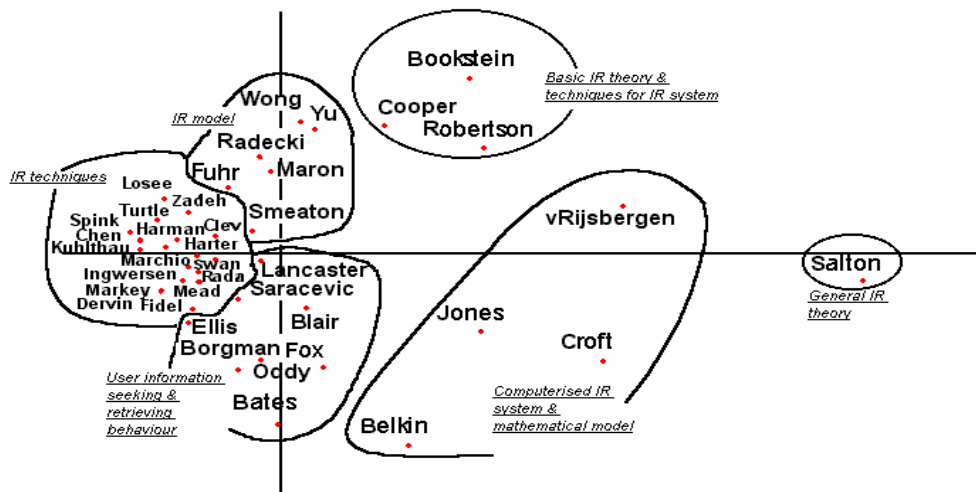 Bookstein
Basic IR theory &
techniques for IR system
Wong
Yu
Cooper
IR model
Robertson
Radecki
Maron
Fuhr
IR techniques
Losee
Zadeh
Turtle
Smeaton
vRijsbergen
Spink
Harman
Clev
Chen
Harter
Kuhlthau
Marchio
Swan
Lancaster
Salton
Ingwersen
Rada
Saracevic
Markey
Mead
General IR
theory
Dervin
Fidel
Blair
Jones
Ellis
Borgman
Fox
Croft
Oddy
User information
seeking &
retrieving
behaviour
Bates
Computerised IR
system &
mathematical model
Belkin